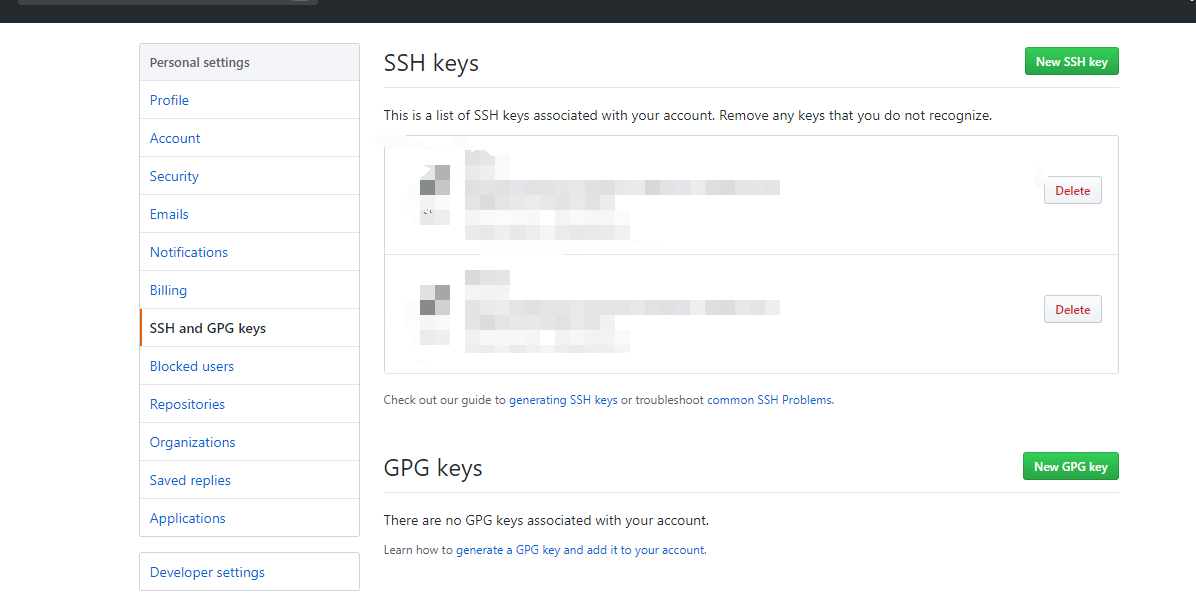 Personal settings
Profile
Account
Security
Emails
Notifications
Billing
SSH and GPG keys
Blocked users
Repositories
Organizations
Saved replies
Applications
Developer settings
SSH keys
New SSH key
This is a list of SSH keys associated with your account. Remove any keys that you do not recognize.
Delete
Delete
Check out our guide to generating SSH keys or troubleshoot common SSH Problems.
GPG keys
New GPG key
There are no GPG keys associated with your account.
Learn how to generate a GPG key and add it to your account.